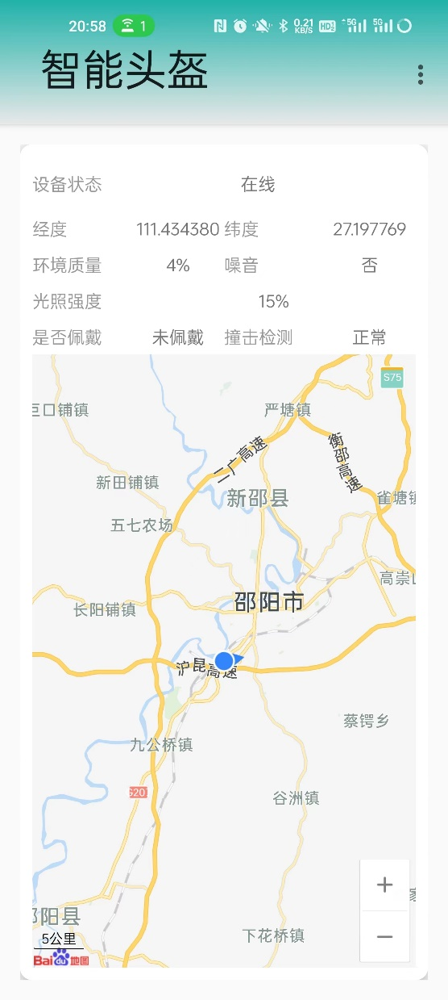 20:58 1 0.21 KB/S HD 5G 5G
智能头盔
设备状态 在线
经度 111.434380 纬度 27.197769
环境质量 4% 噪音 否
光照强度 15%
是否佩戴 未佩戴 撞击检测 正常
S75
巨口铺镇 严塘镇
二广高速 衡邵高速
新田铺镇
新邵县 雀塘镇
五七农场
高崇山
邵阳市
长阳铺镇
沪昆高速
蔡锷乡
九公桥镇
S20
谷洲镇
+
邵阳县
5公里 下花桥镇 −
Bai du 地图